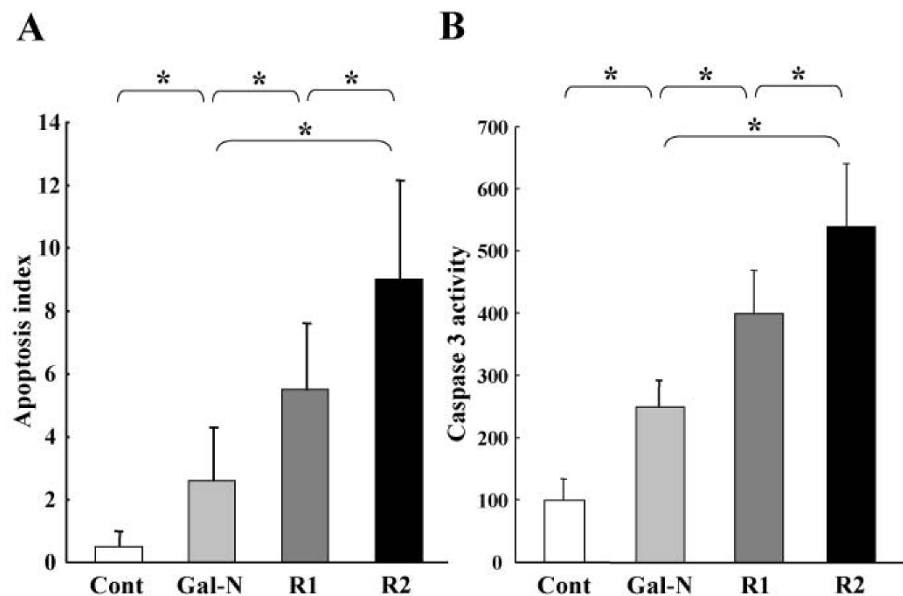 A
* * *
*
14
12
10
8
6
4
2
0
Apoptosis index
Cont Gal-N R1 R2
B
* * *
*
700
600
500
400
300
200
100
0
Caspase 3 activity
Cont Gal-N R1 R2